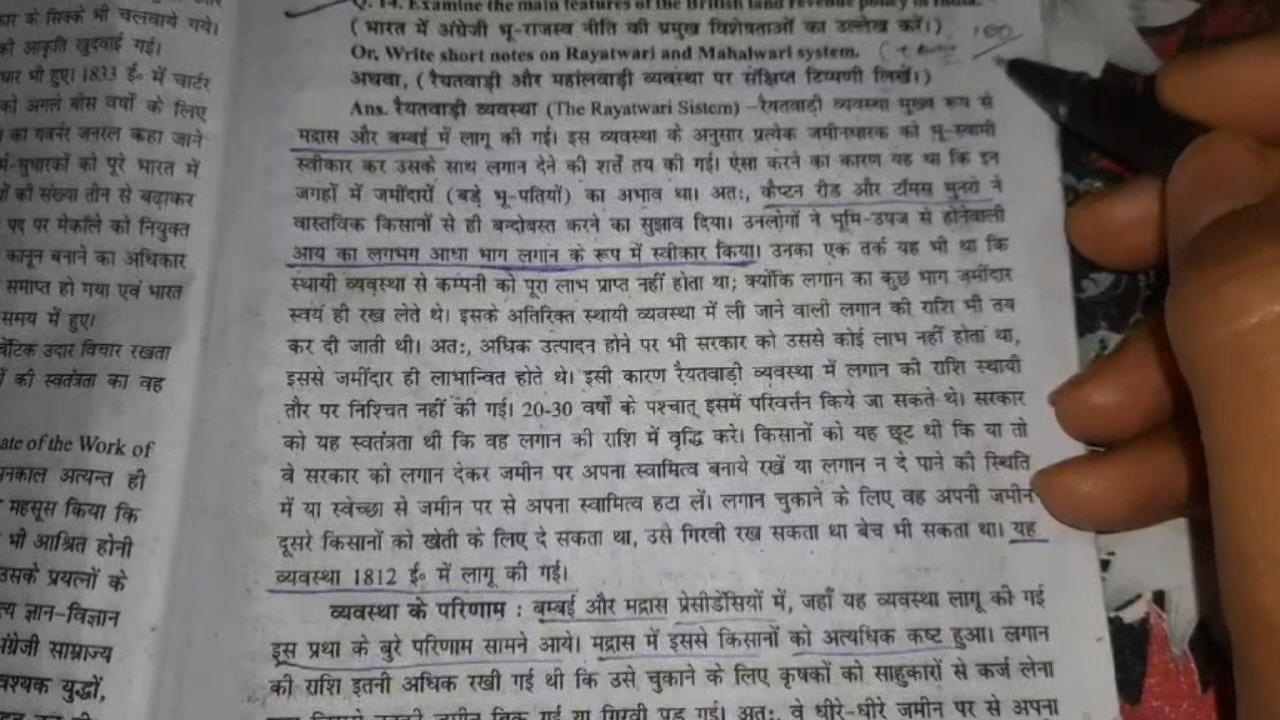 कार के सिक्के भी चलवाये गये।
की आकृति खुदवाई गई।
धार भी हुए। 1833 ई० में चार्टर
को अगले बीस वर्षों के लिए
का गवर्नर जनरल कहा जाने
सुधारकों को पूरे भारत में
की संख्या तीन से बढ़ाकर
पद पर मेकॉले को नियुक्त
कानून बनाने का अधिकार
समाप्त हो गया एवं भारत
समय में हुए।
उदार विचार रखता
की स्वतंत्रता का वह
ate of the Work of
अत्यन्त ही
महसूस किया कि
भी आश्रित होनी
उसके प्रयत्नों के
ज्ञान-विज्ञान
अंग्रेजी साम्राज्य
युद्धों,
Q. 14. Examine the main features of the British land revenue policy in India.
( भारत में अंग्रेजी भू-राजस्व नीति की प्रमुख विशेषताओं का उल्लेख करें।)
Or, Write short notes on Rayatwari and Mahalwari system.
अथवा, ( रैयतवाड़ी और महालवाड़ी व्यवस्था पर संक्षिप्त टिप्पणी लिखें।)
Ans. रैयतवाड़ी व्यवस्था (The Rayatwari Sistem) –रैयतवाड़ी व्यवस्था मुख्य रूप से
मद्रास और बम्बई में लागू की गई। इस व्यवस्था के अनुसार प्रत्येक जमीनधारक को भू-स्वामी
स्वीकार कर उसके साथ लगान देने की शर्तें तय की गई। ऐसा करने का कारण यह था कि इन
जगहों में जमींदारों (बड़े भू-पतियों) का अभाव था। अतः, कैप्टन रीड और टॉमस मुनरो ने
वास्तविक किसानों से ही बन्दोबस्त करने का सुझाव दिया। उनलोगों ने भूमि-उपज से होनेवाली
आय का लगभग आधा भाग लगान के रूप में स्वीकार किया। उनका एक तर्क यह भी था कि
स्थायी व्यवस्था से कम्पनी को पूरा लाभ प्राप्त नहीं होता था; क्योंकि लगान का कुछ भाग जमींदार
स्वयं ही रख लेते थे। इसके अतिरिक्त स्थायी व्यवस्था में ली जाने वाली लगान की राशि भी तय
कर दी जाती थी। अतः, अधिक उत्पादन होने पर भी सरकार को उससे कोई लाभ नहीं होता था,
इससे जमींदार ही लाभान्वित होते थे। इसी कारण रैयतवाड़ी व्यवस्था में लगान की राशि स्थायी
तौर पर निश्चित नहीं की गई। 20-30 वर्षों के पश्चात् इसमें परिवर्त्तन किये जा सकते थे। सरकार
को यह स्वतंत्रता थी कि वह लगान की राशि में वृद्धि करे। किसानों को यह छूट थी कि या तो
वे सरकार को लगान देकर जमीन पर अपना स्वामित्व बनाये रखें या लगान न दे पाने की स्थिति
में या स्वेच्छा से जमीन पर से अपना स्वामित्व हटा लें। लगान चुकाने के लिए वह अपनी जमीन
दूसरे किसानों को खेती के लिए दे सकता था, उसे गिरवी रख सकता था बेच भी सकता था। यह
व्यवस्था 1812 ई० में लागू की गई।
व्यवस्था के परिणाम : बम्बई और मद्रास प्रेसीडेंसियों में, जहाँ यह व्यवस्था लागू की गई
इस प्रथा के बुरे परिणाम सामने आये। मद्रास में इससे किसानों को अत्यधिक कष्ट हुआ। लगान
की राशि इतनी अधिक रखी गई थी कि उसे चुकाने के लिए कृषकों को साहुकारों से कर्ज लेना
जमीन बिक गई या गिरवी पड़ गई। अतः, वे धीरे-धीरे जमीन पर से अपना